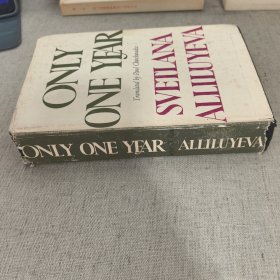 ONLY
ONE YEAR
Translated by Paul Chavchavadze
SVETLANA
ALLILUYEVA
ONLY ONE YEAR ALLILUYEVA